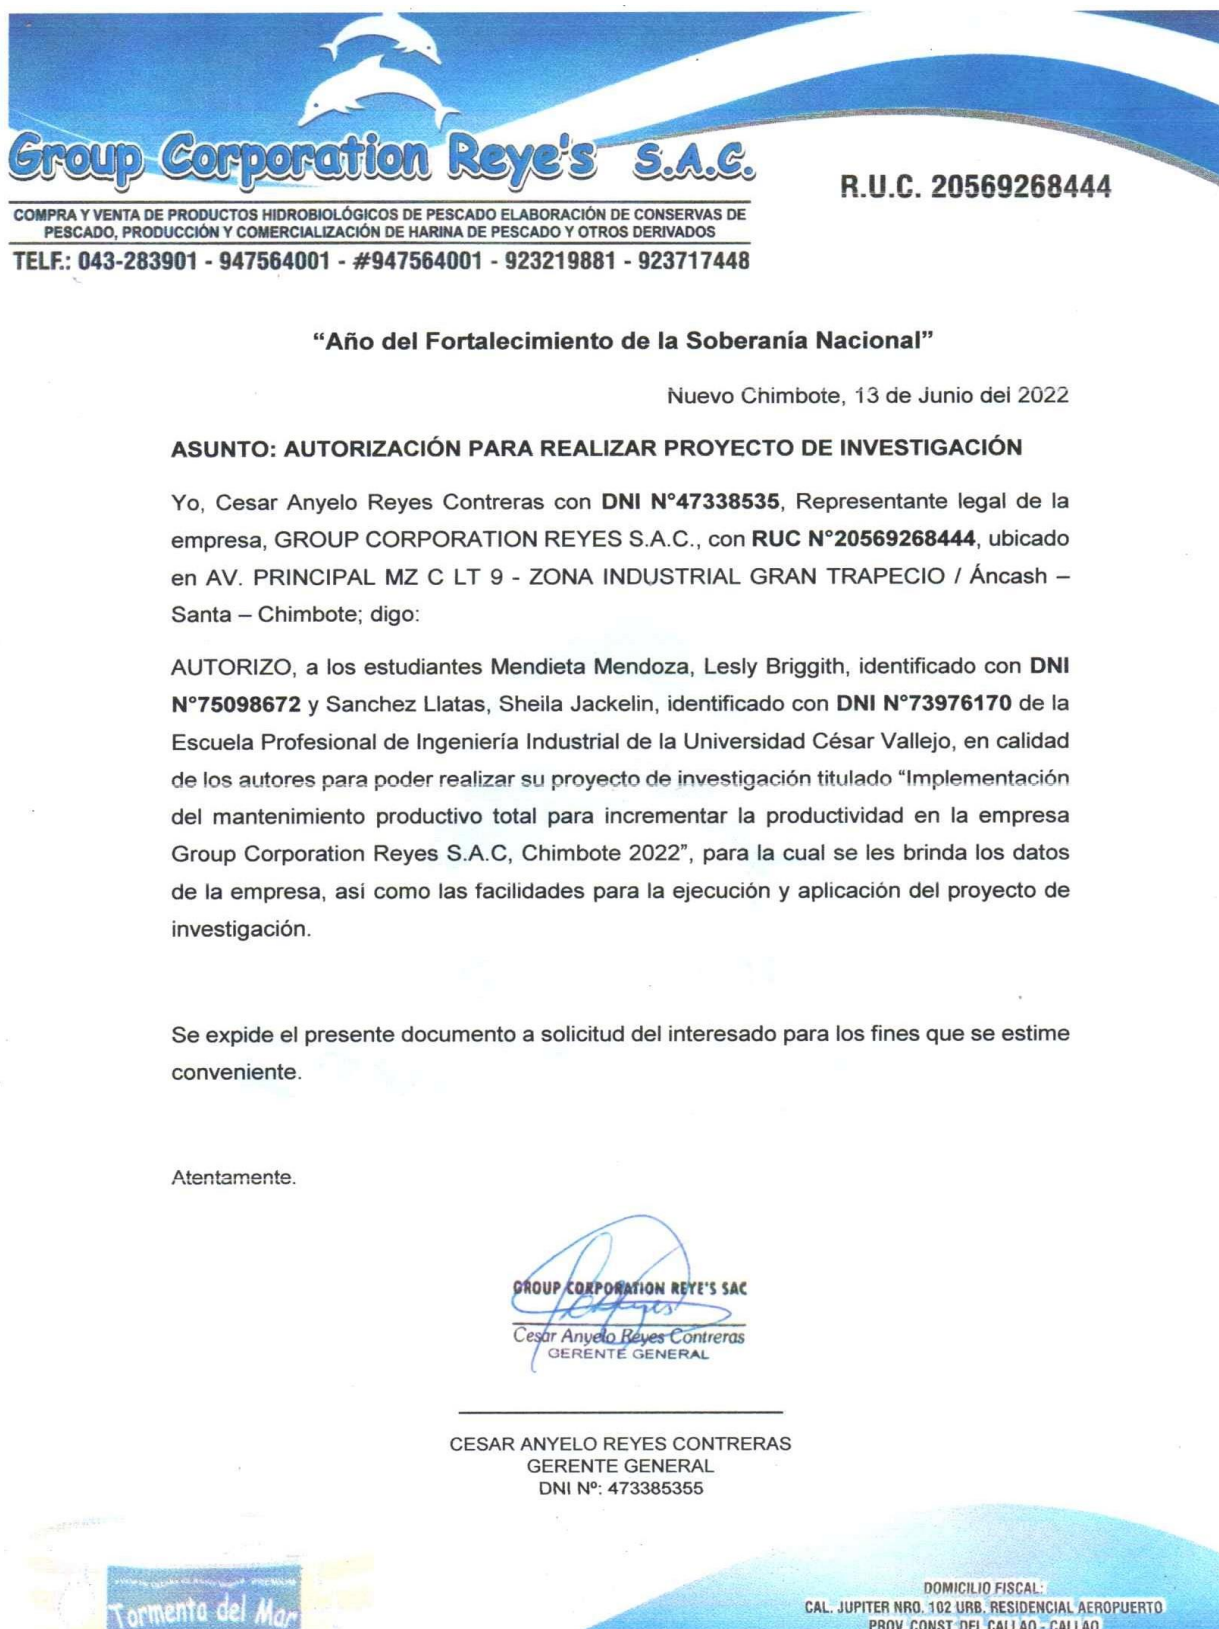 Group Corporation Reye's S.A.C.
R.U.C. 20569268444
COMPRA Y VENTA DE PRODUCTOS HIDROBIOLÓGICOS DE PESCADO ELABORACIÓN DE CONSERVAS DE
PESCADO, PRODUCCIÓN Y COMERCIALIZACIÓN DE HARINA DE PESCADO Y OTROS DERIVADOS
TELF.: 043-283901 - 947564001 - #947564001 - 923219881 - 923717448
“Año del Fortalecimiento de la Soberanía Nacional”
Nuevo Chimbote, 13 de Junio del 2022
ASUNTO: AUTORIZACIÓN PARA REALIZAR PROYECTO DE INVESTIGACIÓN
Yo, Cesar Anyelo Reyes Contreras con DNI N°47338535, Representante legal de la
empresa, GROUP CORPORATION REYES S.A.C., con RUC N°20569268444, ubicado
en AV. PRINCIPAL MZ C LT 9 - ZONA INDUSTRIAL GRAN TRAPECIO / Áncash –
Santa – Chimbote; digo:
AUTORIZO, a los estudiantes Mendieta Mendoza, Lesly Briggith, identificado con DNI
N°75098672 y Sanchez Llatas, Sheila Jackelin, identificado con DNI N°73976170 de la
Escuela Profesional de Ingeniería Industrial de la Universidad César Vallejo, en calidad
de los autores para poder realizar su proyecto de investigación titulado “Implementación
del mantenimiento productivo total para incrementar la productividad en la empresa
Group Corporation Reyes S.A.C, Chimbote 2022”, para la cual se les brinda los datos
de la empresa, así como las facilidades para la ejecución y aplicación del proyecto de
investigación.
Se expide el presente documento a solicitud del interesado para los fines que se estime
conveniente.
Atentamente.
GROUP CORPORATION REYE'S SAC
Cesar Anyelo Reyes Contreras
GERENTE GENERAL
CESAR ANYELO REYES CONTRERAS
GERENTE GENERAL
DNI Nº: 473385355
Tormenta del Mar
DOMICILIO FISCAL:
CAL. JUPITER NRO. 102 URB. RESIDENCIAL AEROPUERTO
PROV. CONST. DEL CALLAO - CALLAO